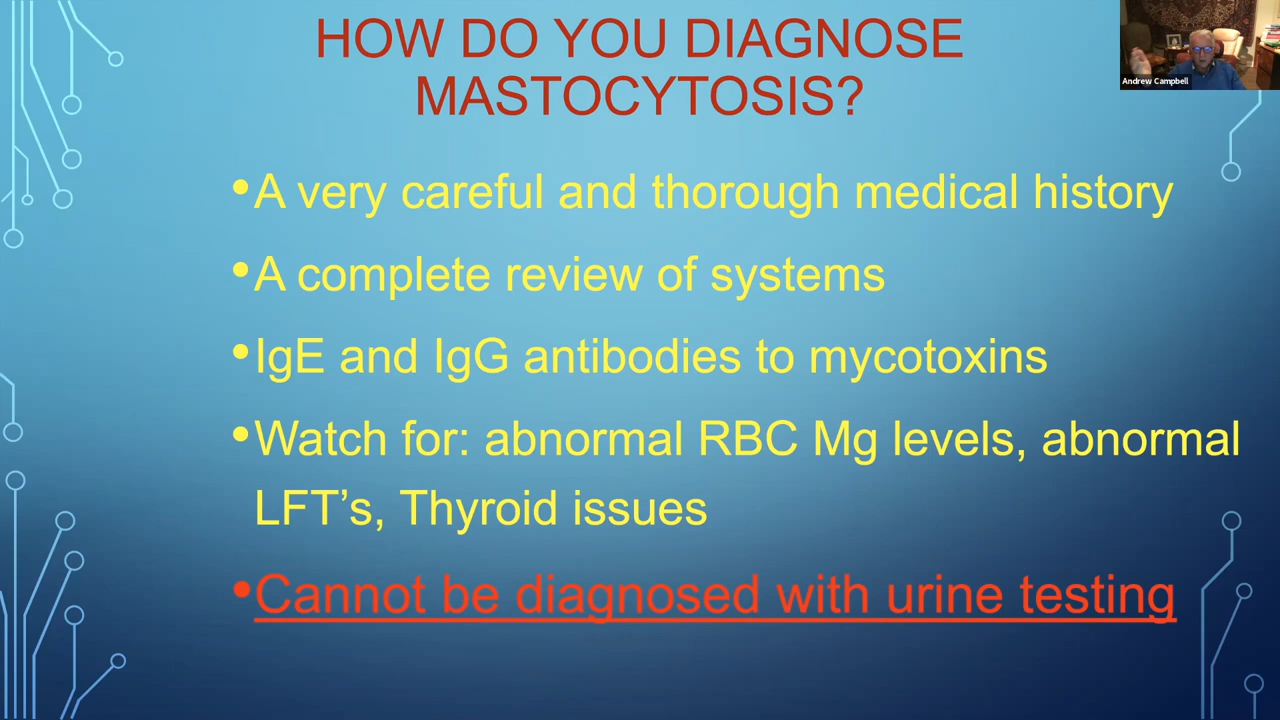 HOW DO YOU DIAGNOSE
MASTOCYTOSIS?
Andrew Campbell
•A very careful and thorough medical history
•A complete review of systems
•IgE and IgG antibodies to mycotoxins
•Watch for: abnormal RBC Mg levels, abnormal
LFT’s, Thyroid issues
•Cannot be diagnosed with urine testing